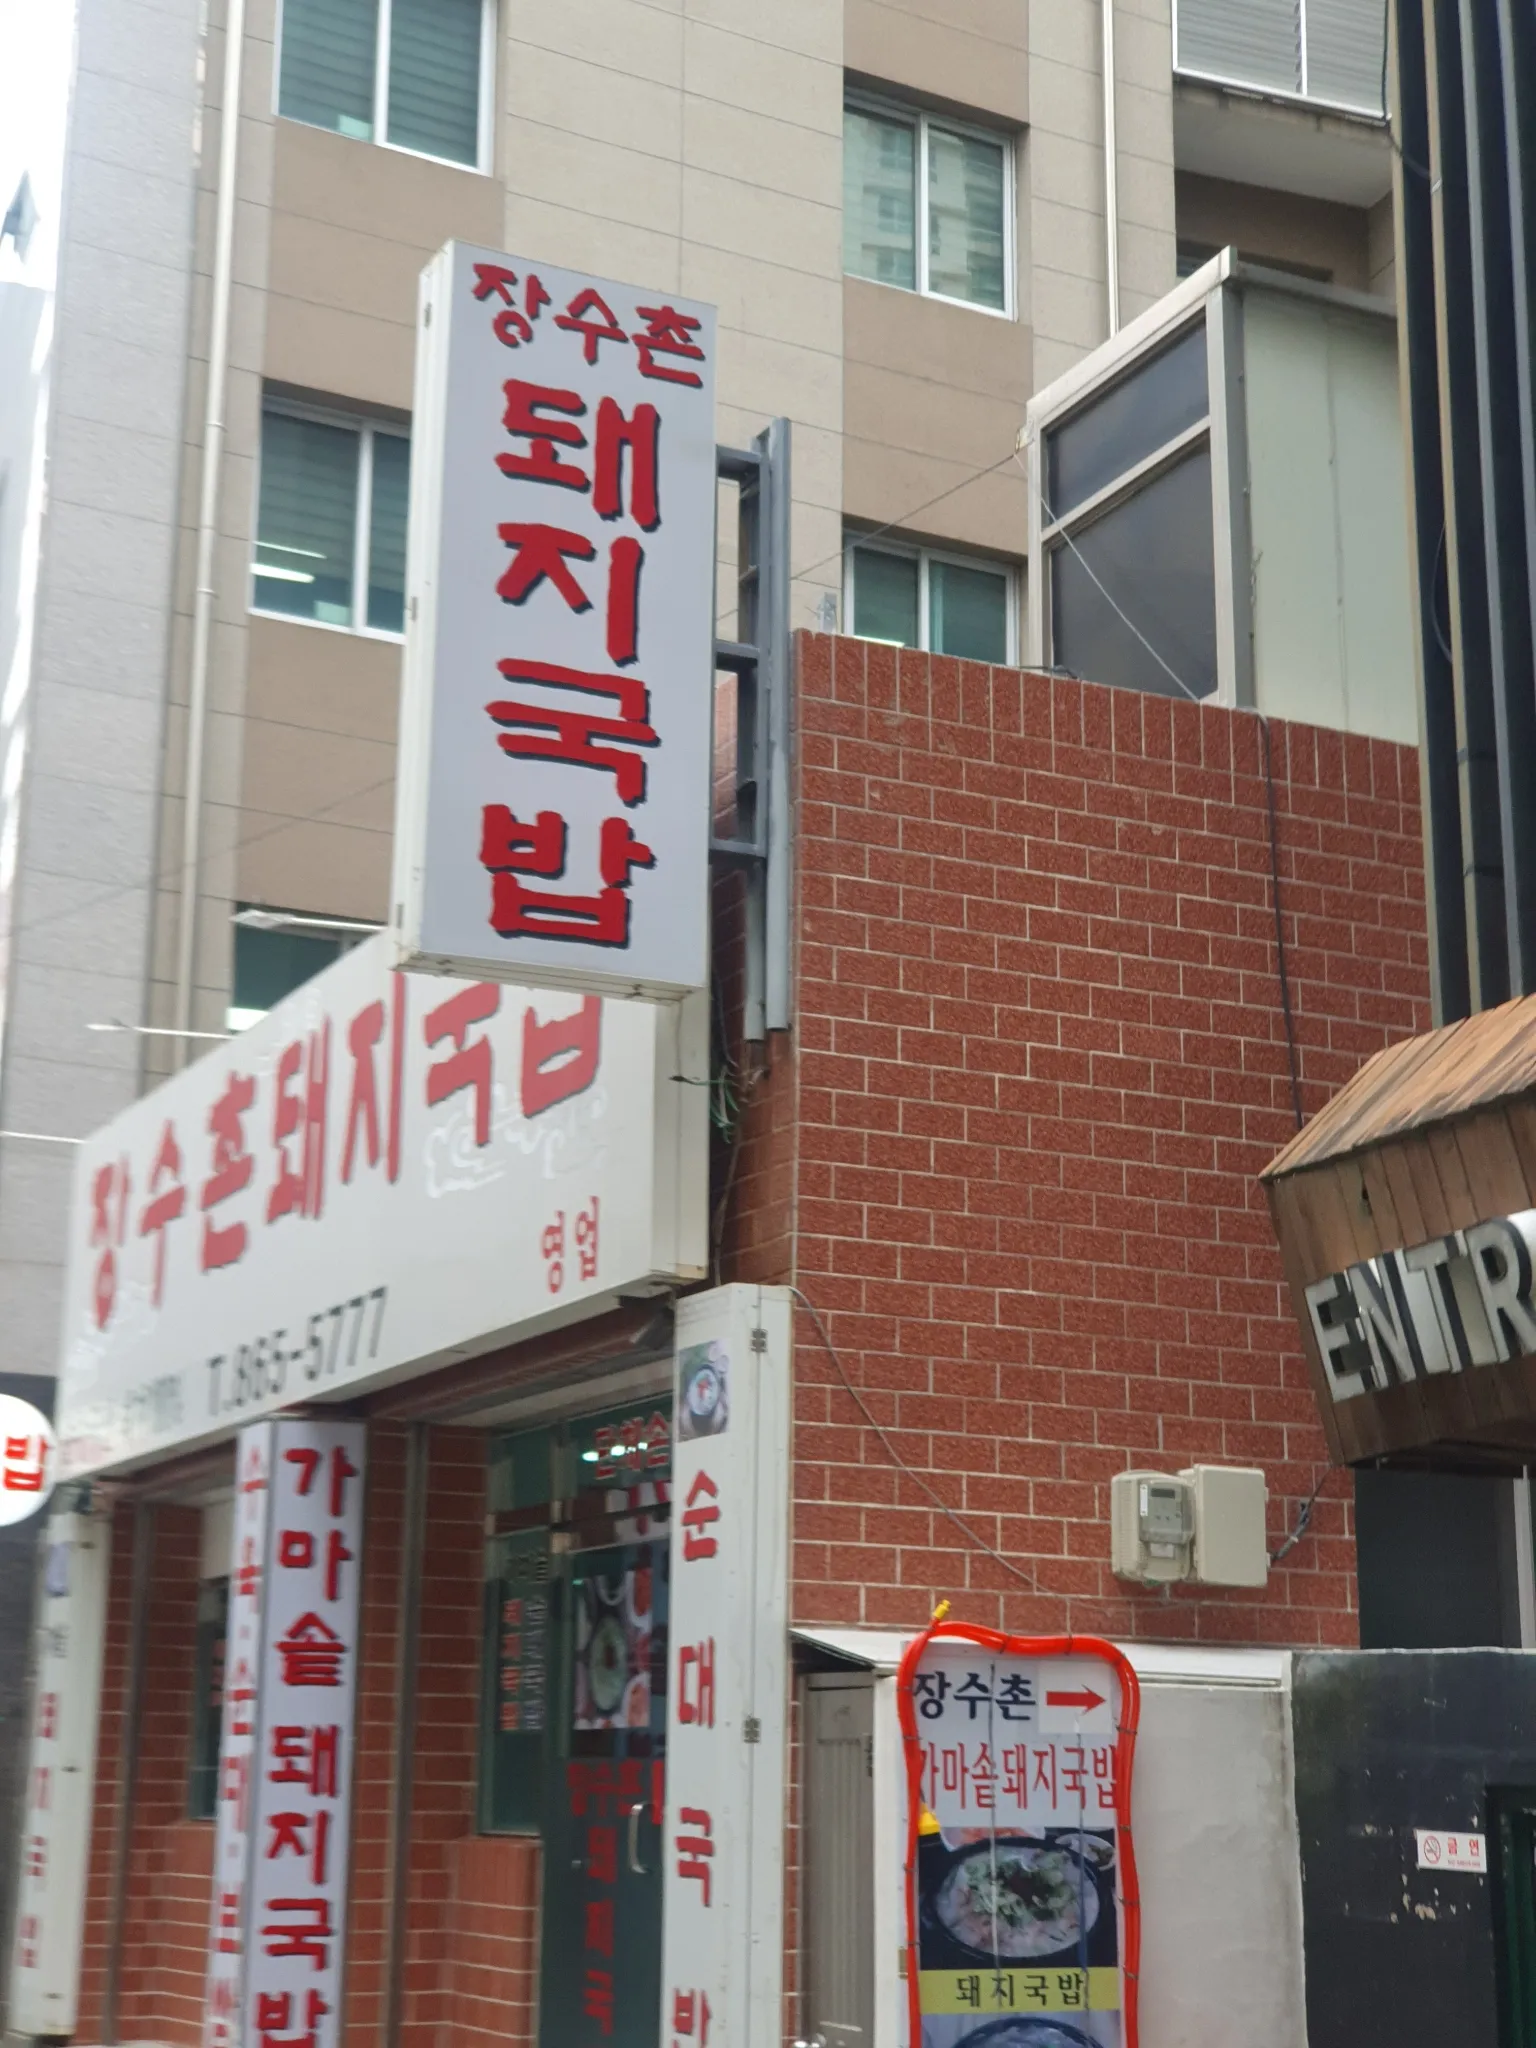 장수촌
돼지국밥
장수촌돼지국밥
영업
T.865-5777
밥
가마솥 돼지국밥
순대국밥
장수촌
가마솥돼지국밥
돼지국밥
금연
ENTR